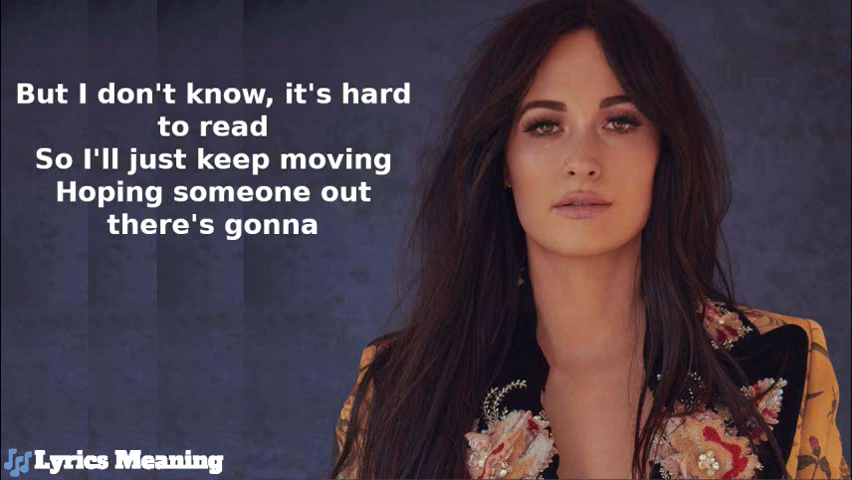 But I don't know, it's hard
to read
So I'll just keep moving
Hoping someone out
there's gonna
Lyrics Meaning